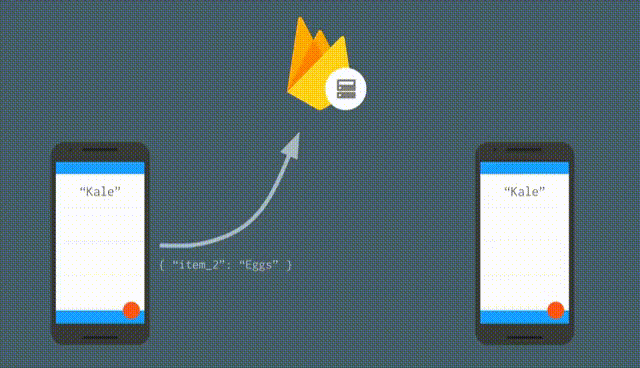 “Kale”
“Kale”
{ “item_2”: “Eggs” }